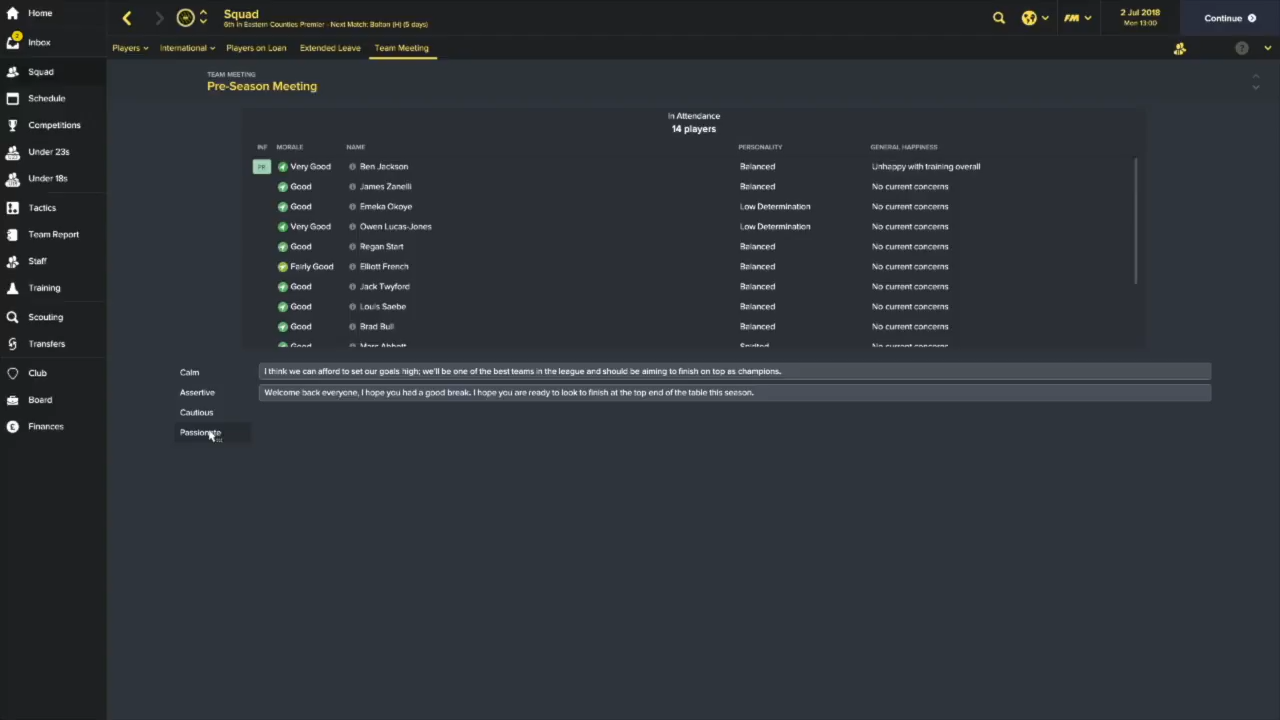 Home
Squad
6th in Eastern Counties Premier - Next Match: Bolton (H) (5 days)
FM
2 Jul 2018
Mon 13:00
Continue
2
Inbox
Players
International
Players on Loan
Extended Leave
Team Meeting
Squad
Schedule
Competitions
Under 23s
Under 18s
Tactics
Team Report
Staff
Training
Scouting
Transfers
Club
Board
Finances
TEAM MEETING
Pre-Season Meeting
In Attendance
14 players
INF MORALE NAME PERSONALITY GENERAL HAPPINESS
PR Very Good Ben Jackson Balanced Unhappy with training overall
Good James Zanelli Balanced No current concerns
Good Emeka Okoye Low Determination No current concerns
Very Good Owen Lucas-Jones Low Determination No current concerns
Good Regan Start Balanced No current concerns
Fairly Good Elliott French Balanced No current concerns
Good Jack Twyford Balanced No current concerns
Good Louis Saebe Balanced No current concerns
Good Brad Bull Balanced No current concerns
Good Marc Abbott Spirited No current concerns
Calm I think we can afford to set our goals high; we'll be one of the best teams in the league and should be aiming to finish on top as champions.
Assertive Welcome back everyone, I hope you had a good break. I hope you are ready to look to finish at the top end of the table this season.
Cautious
Passionate